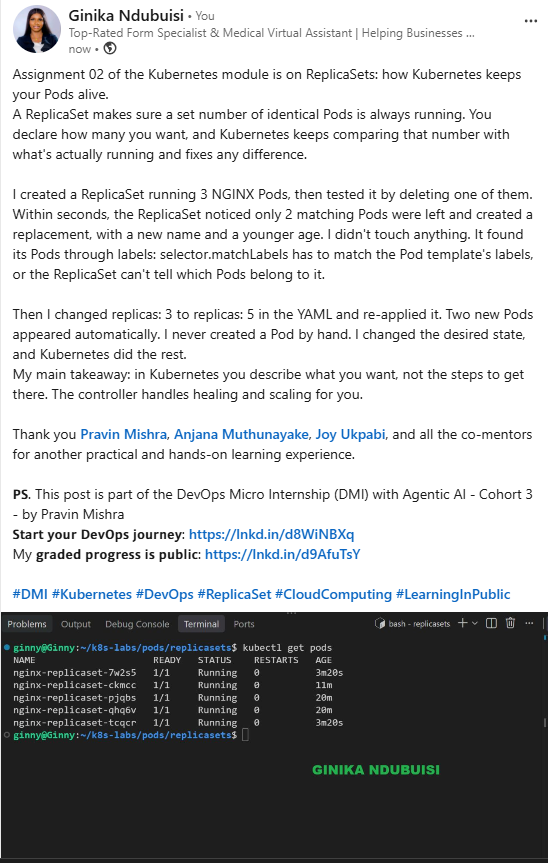 Ginika Ndubuisi • You
Top-Rated Form Specialist & Medical Virtual Assistant | Helping Businesses ...
now •
Assignment 02 of the Kubernetes module is on ReplicaSets: how Kubernetes keeps
your Pods alive.
A ReplicaSet makes sure a set number of identical Pods is always running. You
declare how many you want, and Kubernetes keeps comparing that number with
what's actually running and fixes any difference.
I created a ReplicaSet running 3 NGINX Pods, then tested it by deleting one of them.
Within seconds, the ReplicaSet noticed only 2 matching Pods were left and created a
replacement, with a new name and a younger age. I didn't touch anything. It found
its Pods through labels: selector.matchLabels has to match the Pod template's labels,
or the ReplicaSet can't tell which Pods belong to it.
Then I changed replicas: 3 to replicas: 5 in the YAML and re-applied it. Two new Pods
appeared automatically. I never created a Pod by hand. I changed the desired state,
and Kubernetes did the rest.
My main takeaway: in Kubernetes you describe what you want, not the steps to get
there. The controller handles healing and scaling for you.
Thank you Pravin Mishra, Anjana Muthunayake, Joy Ukpabi, and all the co-mentors
for another practical and hands-on learning experience.
PS. This post is part of the DevOps Micro Internship (DMI) with Agentic AI - Cohort 3
- by Pravin Mishra
Start your DevOps journey: https://lnkd.in/d8WiNBXq
My graded progress is public: https://lnkd.in/d9AfuTsY
#DMI #Kubernetes #DevOps #ReplicaSet #CloudComputing #LearningInPublic
Problems Output Debug Console Terminal Ports bash - replicasets
ginny@Ginny:~/k8s-labs/pods/replicasets$ kubectl get pods
NAME READY STATUS RESTARTS AGE
nginx-replicaset-7w2s5 1/1 Running 0 3m20s
nginx-replicaset-ckmcc 1/1 Running 0 11m
nginx-replicaset-pjqbs 1/1 Running 0 20m
nginx-replicaset-qhq6v 1/1 Running 0 20m
nginx-replicaset-tcqcr 1/1 Running 0 3m20s
ginny@Ginny:~/k8s-labs/pods/replicasets$
GINIKA NDUBUISI